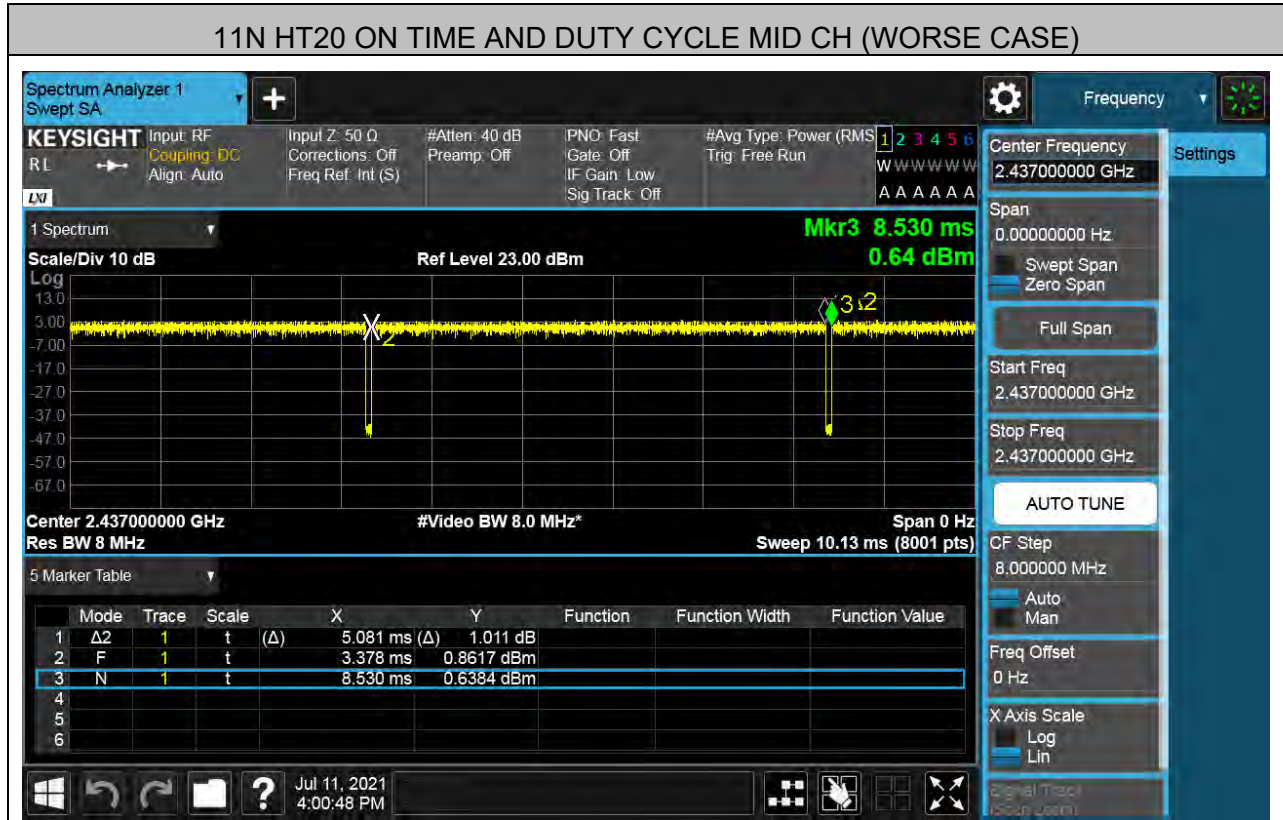 11N HT20 ON TIME AND DUTY CYCLE MID CH (WORSE CASE)
Spectrum Analyzer 1
Swept SA
Frequency
KEYSIGHT
RL
LXI
Input: RF
Coupling: DC
Align: Auto
Input Z: 50 Ω
Corrections: Off
Freq Ref: Int (S)
#Atten: 40 dB
Preamp: Off
PNO: Fast
Gate: Off
IF Gain: Low
Sig Track: Off
#Avg Type: Power (RMS
Trig: Free Run
1 2 3 4 5 6
W W W W W W
A A A A A A
1 Spectrum
Scale/Div 10 dB
Ref Level 23.00 dBm
Mkr3 8.530 ms
0.64 dBm
Log
13.0
3.00
-7.00
-17.0
-27.0
-37.0
-47.0
-57.0
-67.0
X2
3 Δ2
Center 2.437000000 GHz
#Video BW 8.0 MHz*
Span 0 Hz
Res BW 8 MHz
Sweep 10.13 ms (8001 pts)
5 Marker Table
Mode Trace Scale X Y Function Function Width Function Value
1 Δ2 1 t (Δ) 5.081 ms (Δ) 1.011 dB
2 F 1 t 3.378 ms 0.8617 dBm
3 N 1 t 8.530 ms 0.6384 dBm
4
5
6
Jul 11, 2021
4:00:48 PM
Center Frequency
2.437000000 GHz
Settings
Span
0.00000000 Hz
Swept Span
Zero Span
Full Span
Start Freq
2.437000000 GHz
Stop Freq
2.437000000 GHz
AUTO TUNE
CF Step
8.000000 MHz
Auto
Man
Freq Offset
0 Hz
X Axis Scale
Log
Lin
Signal Track
(Span Zoom)